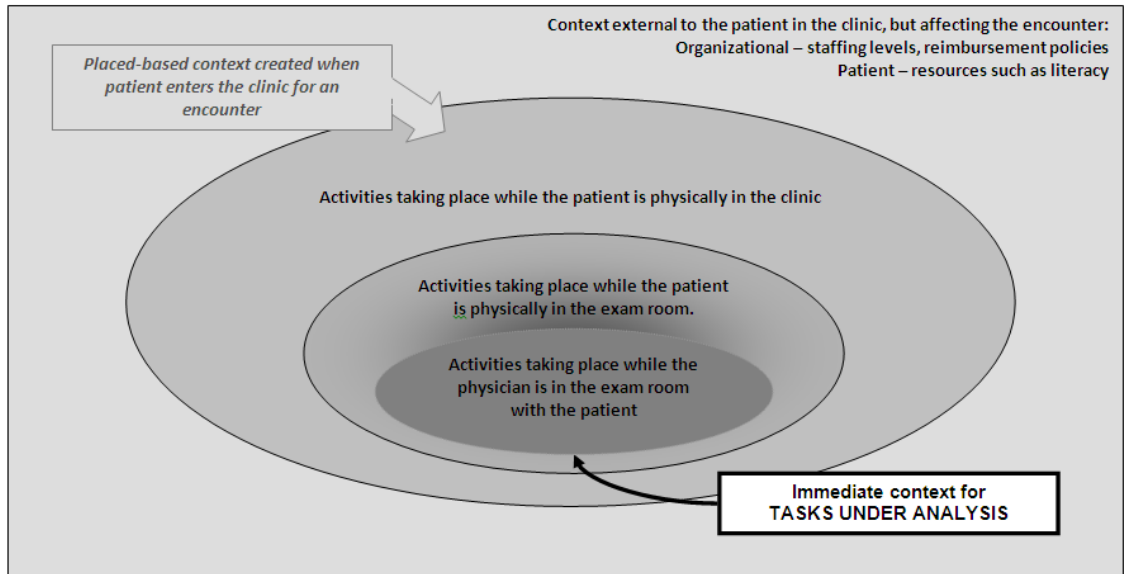 Context external to the patient in the clinic, but affecting the encounter:
Organizational – staffing levels, reimbursement policies
Patient – resources such as literacy
Placed-based context created when
patient enters the clinic for an
encounter
Activities taking place while the patient is physically in the clinic
Activities taking place while the patient
is physically in the exam room.
Activities taking place while the
physician is in the exam room
with the patient
Immediate context for
TASKS UNDER ANALYSIS